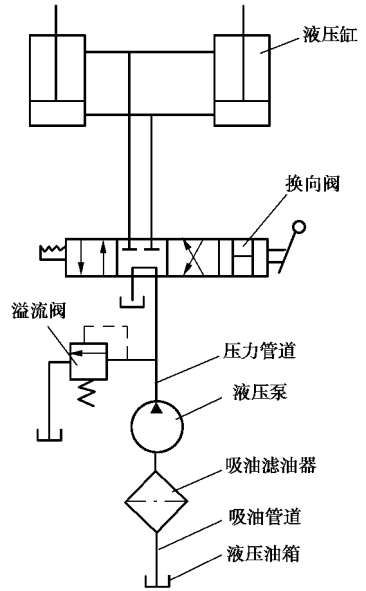 液压缸
换向阀
溢流阀
压力管道
液压泵
吸油滤油器
吸油管道
液压油箱